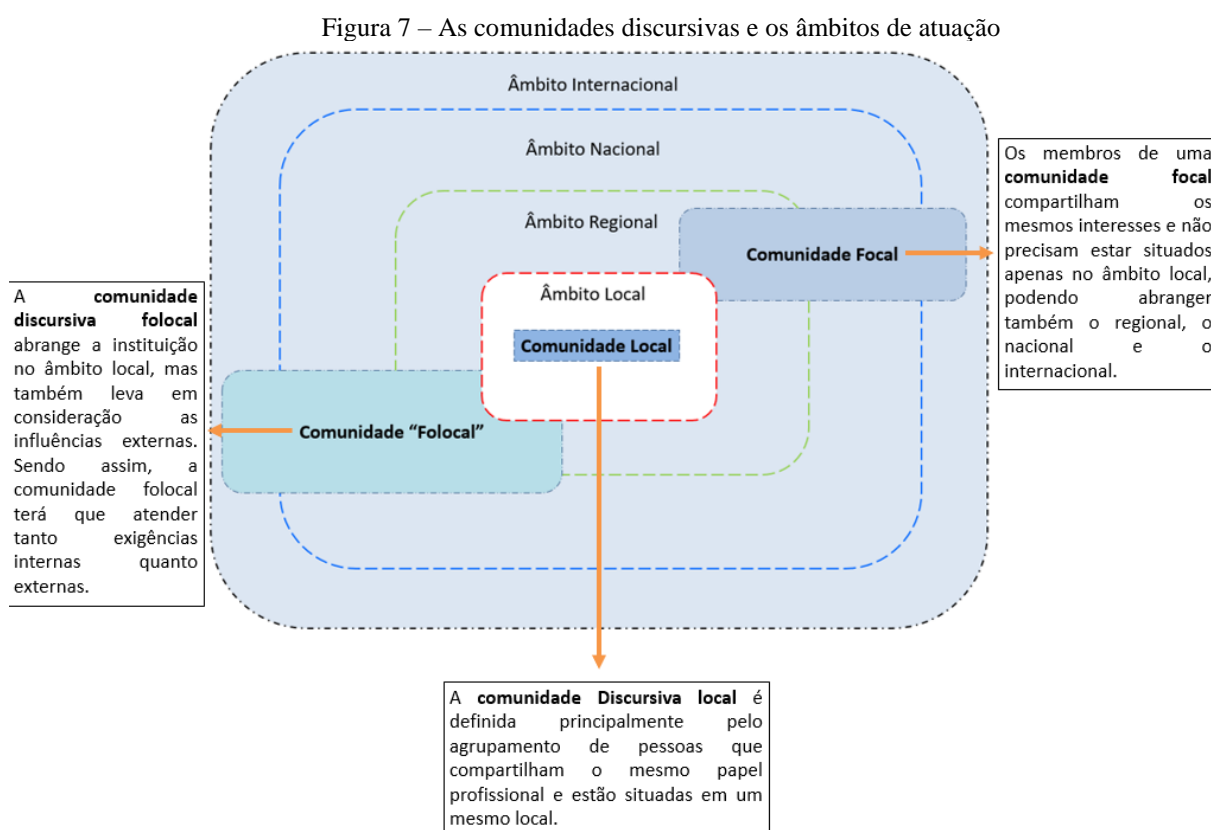 Figura 7 – As comunidades discursivas e os âmbitos de atuação
Âmbito Internacional
Âmbito Nacional
Âmbito Regional
Comunidade Focal
Âmbito Local
Comunidade Local
Comunidade “Folocal”
Os membros de uma
comunidade focal
compartilham os
mesmos interesses e não
precisam estar situados
apenas no âmbito local,
podendo abranger
também o regional, o
nacional e o
internacional.
A comunidade
discursiva folocal
abrange a instituição
no âmbito local, mas
também leva em
consideração as
influências externas.
Sendo assim, a
comunidade folocal
terá que atender
tanto exigências
internas quanto
externas.
A comunidade Discursiva local é
definida principalmente pelo
agrupamento de pessoas que
compartilham o mesmo papel
profissional e estão situadas em um
mesmo local.